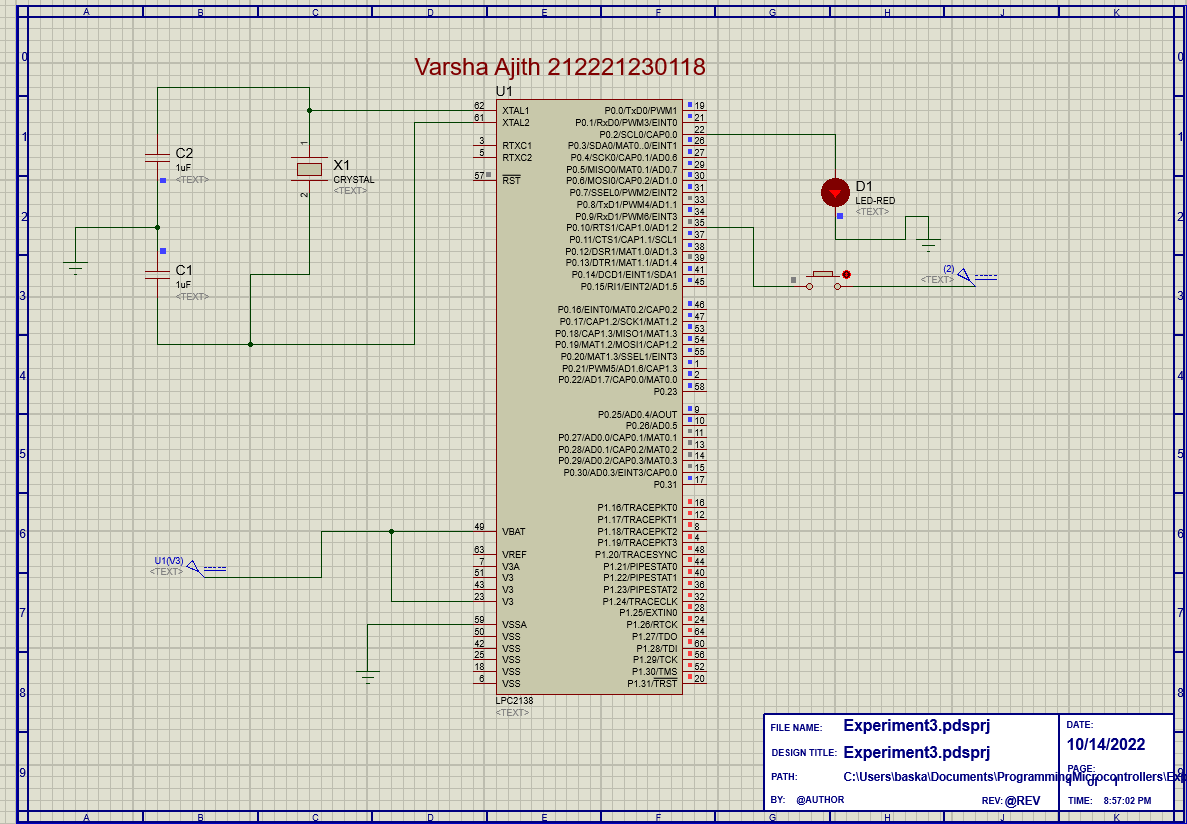 A B C D E F G H J K
Varsha Ajith 212221230118
U1
0 0
1 1
2 2
3 3
4 4
5 5
6 6
7 7
8 8
9 9
C2
1uF
<TEXT>
C1
1uF
<TEXT>
1
X1
CRYSTAL
<TEXT>
2
U1(V3)
<TEXT>
62 XTAL1
61 XTAL2
3 RTXC1
5 RTXC2
57 RST
49 VBAT
63 VREF
7 V3A
51 V3
43 V3
23 V3
59 VSSA
50 VSS
42 VSS
25 VSS
18 VSS
6 VSS
P0.0/TxD0/PWM1 19
P0.1/RxD0/PWM3/EINT0 21
P0.2/SCL0/CAP0.0 22
P0.3/SDA0/MAT0.0/EINT1 26
P0.4/SCK0/CAP0.1/AD0.6 27
P0.5/MISO0/MAT0.1/AD0.7 29
P0.6/MOSI0/CAP0.2/AD1.0 30
P0.7/SSEL0/PWM2/EINT2 31
P0.8/TxD1/PWM4/AD1.1 33
P0.9/RxD1/PWM6/EINT3 34
P0.10/RTS1/CAP1.0/AD1.2 35
P0.11/CTS1/CAP1.1/SCL1 37
P0.12/DSR1/MAT1.0/AD1.3 38
P0.13/DTR1/MAT1.1/AD1.4 39
P0.14/DCD1/EINT1/SDA1 41
P0.15/RI1/EINT2/AD1.5 45
P0.16/EINT0/MAT0.2/CAP0.2 46
P0.17/CAP1.2/SCK1/MAT1.2 47
P0.18/CAP1.3/MISO1/MAT1.3 53
P0.19/MAT1.2/MOSI1/CAP1.2 54
P0.20/MAT1.3/SSEL1/EINT3 55
P0.21/PWM5/AD1.6/CAP1.3 1
P0.22/AD1.7/CAP0.0/MAT0.0 2
P0.23 58
P0.25/AD0.4/AOUT 9
P0.26/AD0.5 10
P0.27/AD0.0/CAP0.1/MAT0.1 11
P0.28/AD0.1/CAP0.2/MAT0.2 13
P0.29/AD0.2/CAP0.3/MAT0.3 14
P0.30/AD0.3/EINT3/CAP0.0 15
P0.31 17
P1.16/TRACEPKT0 16
P1.17/TRACEPKT1 12
P1.18/TRACEPKT2 8
P1.19/TRACEPKT3 4
P1.20/TRACESYNC 48
P1.21/PIPESTAT0 44
P1.22/PIPESTAT1 40
P1.23/PIPESTAT2 36
P1.24/TRACECLK 32
P1.25/EXTIN0 28
P1.26/RTCK 24
P1.27/TDO 64
P1.28/TDI 60
P1.29/TCK 56
P1.30/TMS 52
P1.31/TRST 20
LPC2138
<TEXT>
D1
LED-RED
<TEXT>
(2)
<TEXT>
FILE NAME: Experiment3.pdsprj
DESIGN TITLE: Experiment3.pdsprj
PATH: C:\Users\baska\Documents\ProgrammingMicrocontrollers\Exp
BY: @AUTHOR REV: @REV
DATE:
10/14/2022
PAGE:
1 of 1
TIME: 8:57:02 PM
A B C D E F G H J K